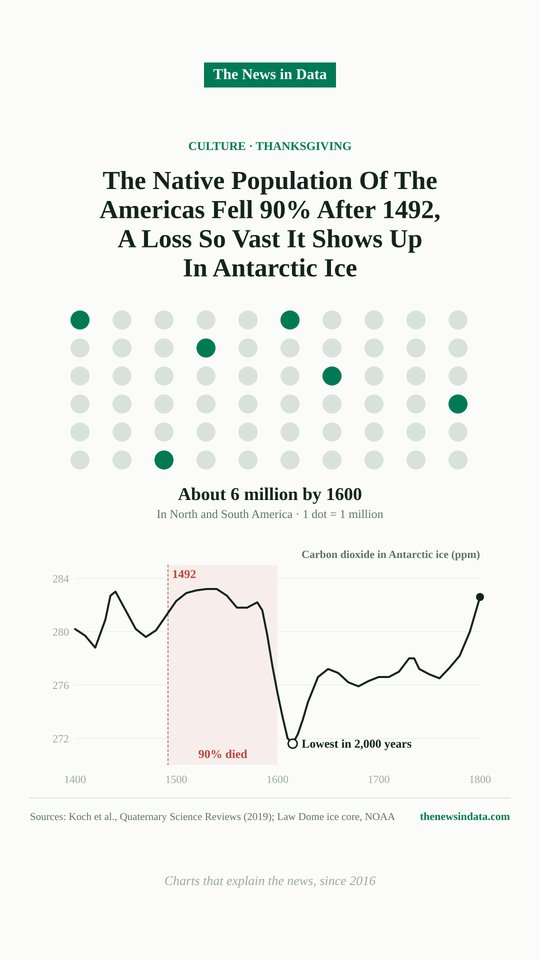 The News in Data
CULTURE · THANKSGIVING
The Native Population Of The
Americas Fell 90% After 1492,
A Loss So Vast It Shows Up
In Antarctic Ice
About 6 million by 1600
In North and South America · 1 dot = 1 million
Carbon dioxide in Antarctic ice (ppm)
1492
284
280
276
272
Lowest in 2,000 years
90% died
1400
1500
1600
1700
1800
Sources: Koch et al., Quaternary Science Reviews (2019); Law Dome ice core, NOAA
thenewsindata.com
Charts that explain the news, since 2016